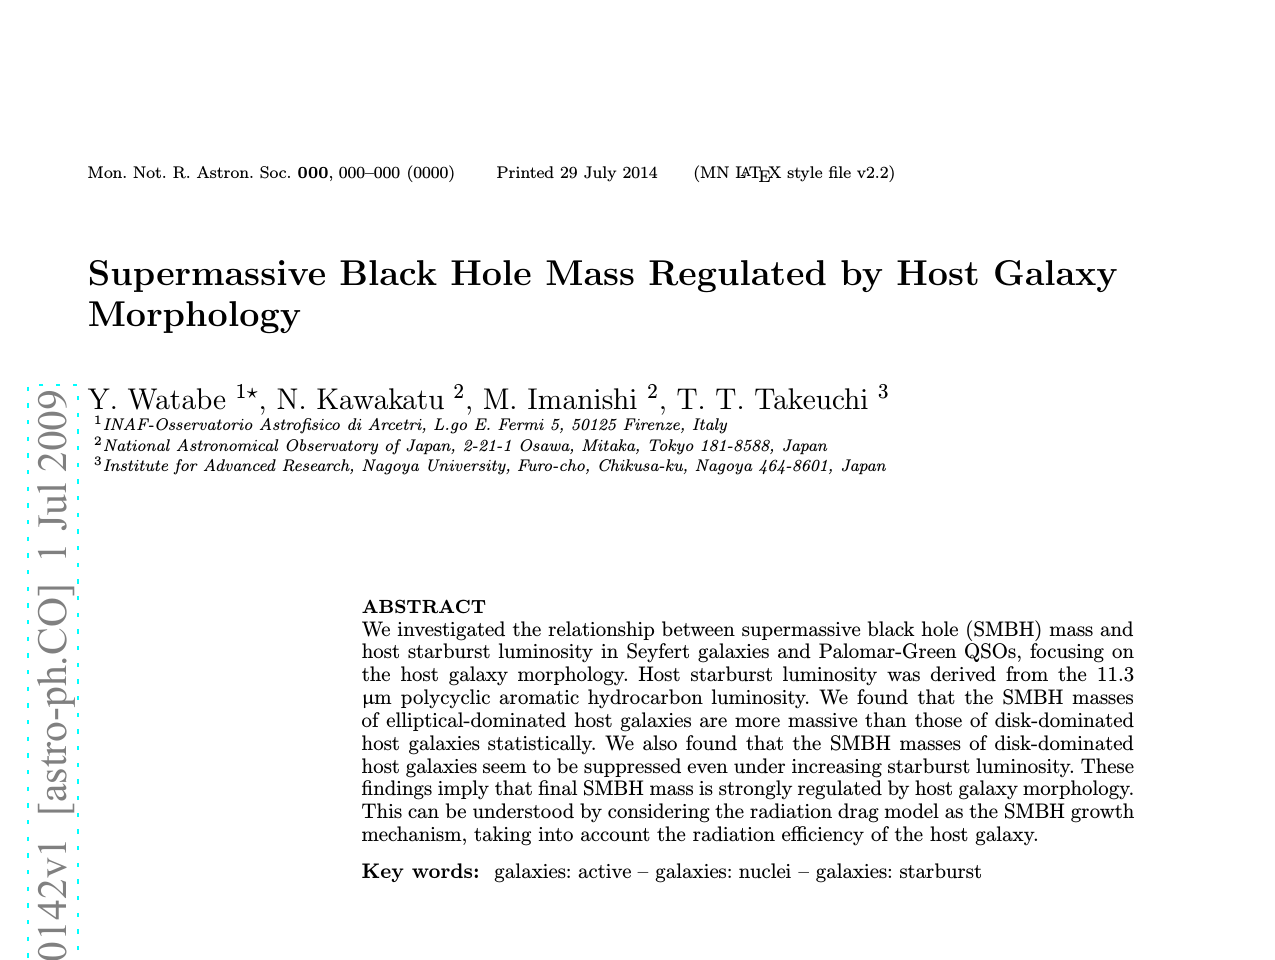 Mon. Not. R. Astron. Soc. 000, 000–000 (0000) Printed 29 July 2014 (MN LATEX style file v2.2)
Supermassive Black Hole Mass Regulated by Host Galaxy
Morphology
Y. Watabe 1⋆, N. Kawakatu 2, M. Imanishi 2, T. T. Takeuchi 3
1INAF-Osservatorio Astrofisico di Arcetri, L.go E. Fermi 5, 50125 Firenze, Italy
2National Astronomical Observatory of Japan, 2-21-1 Osawa, Mitaka, Tokyo 181-8588, Japan
3Institute for Advanced Research, Nagoya University, Furo-cho, Chikusa-ku, Nagoya 464-8601, Japan
0142v1 [astro-ph.CO] 1 Jul 2009
ABSTRACT
We investigated the relationship between supermassive black hole (SMBH) mass and
host starburst luminosity in Seyfert galaxies and Palomar-Green QSOs, focusing on
the host galaxy morphology. Host starburst luminosity was derived from the 11.3
μm polycyclic aromatic hydrocarbon luminosity. We found that the SMBH masses
of elliptical-dominated host galaxies are more massive than those of disk-dominated
host galaxies statistically. We also found that the SMBH masses of disk-dominated
host galaxies seem to be suppressed even under increasing starburst luminosity. These
findings imply that final SMBH mass is strongly regulated by host galaxy morphology.
This can be understood by considering the radiation drag model as the SMBH growth
mechanism, taking into account the radiation efficiency of the host galaxy.
Key words: galaxies: active – galaxies: nuclei – galaxies: starburst